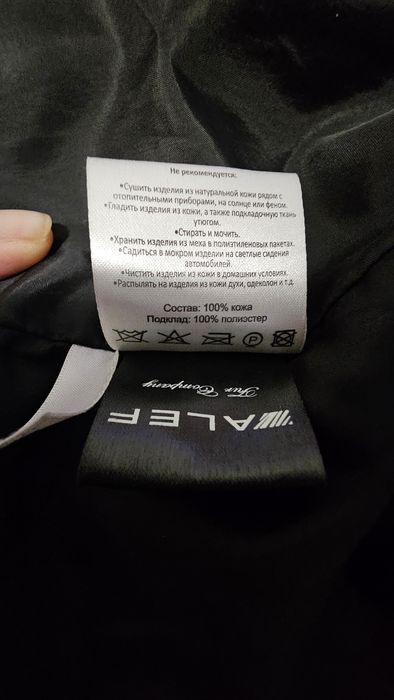 Не рекомендуется:
•Сушить изделия из натуральной кожи рядом с
отопительными приборами, на солнце или феном.
•Гладить изделия из кожи, а также подкладочную ткань
утюгом.
•Стирать и мочить.
•Хранить изделия из меха в полиэтиленовых пакетах.
•Садиться в мокром изделии на светлые сидения
автомобилей.
•Чистить изделия из кожи в домашних условиях.
•Распылять на изделия из кожи духи, одеколон и т.д.
Состав: 100% кожа
Подклад: 100% полиэстер
P
Fur Company
ALEF